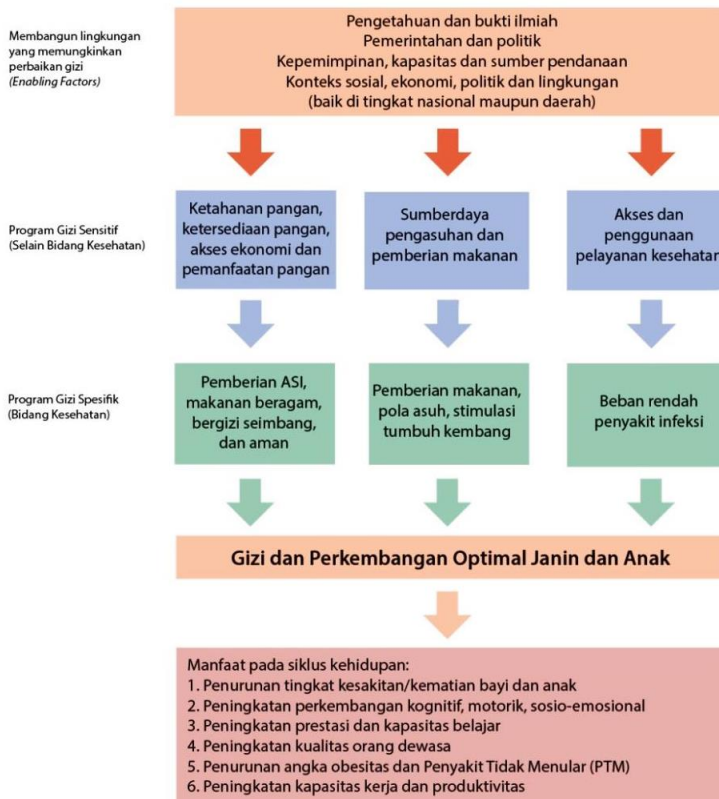 Membangun lingkungan
yang memungkinkan
perbaikan gizi
(Enabling Factors)
Pengetahuan dan bukti ilmiah
Pemerintahan dan politik
Kepemimpinan, kapasitas dan sumber pendanaan
Konteks sosial, ekonomi, politik dan lingkungan
(baik di tingkat nasional maupun daerah)
Program Gizi Sensitif
(Selain Bidang Kesehatan)
Ketahanan pangan,
ketersediaan pangan,
akses ekonomi dan
pemanfaatan pangan
Sumberdaya
pengasuhan dan
pemberian makanan
Akses dan
penggunaan
pelayanan kesehatan
Program Gizi Spesifik
(Bidang Kesehatan)
Pemberian ASI,
makanan beragam,
bergizi seimbang,
dan aman
Pemberian makanan,
pola asuh, stimulasi
tumbuh kembang
Beban rendah
penyakit infeksi
Gizi dan Perkembangan Optimal Janin dan Anak
Manfaat pada siklus kehidupan:
1. Penurunan tingkat kesakitan/kematian bayi dan anak
2. Peningkatan perkembangan kognitif, motorik, sosio-emosional
3. Peningkatan prestasi dan kapasitas belajar
4. Peningkatan kualitas orang dewasa
5. Penurunan angka obesitas dan Penyakit Tidak Menular (PTM)
6. Peningkatan kapasitas kerja dan produktivitas